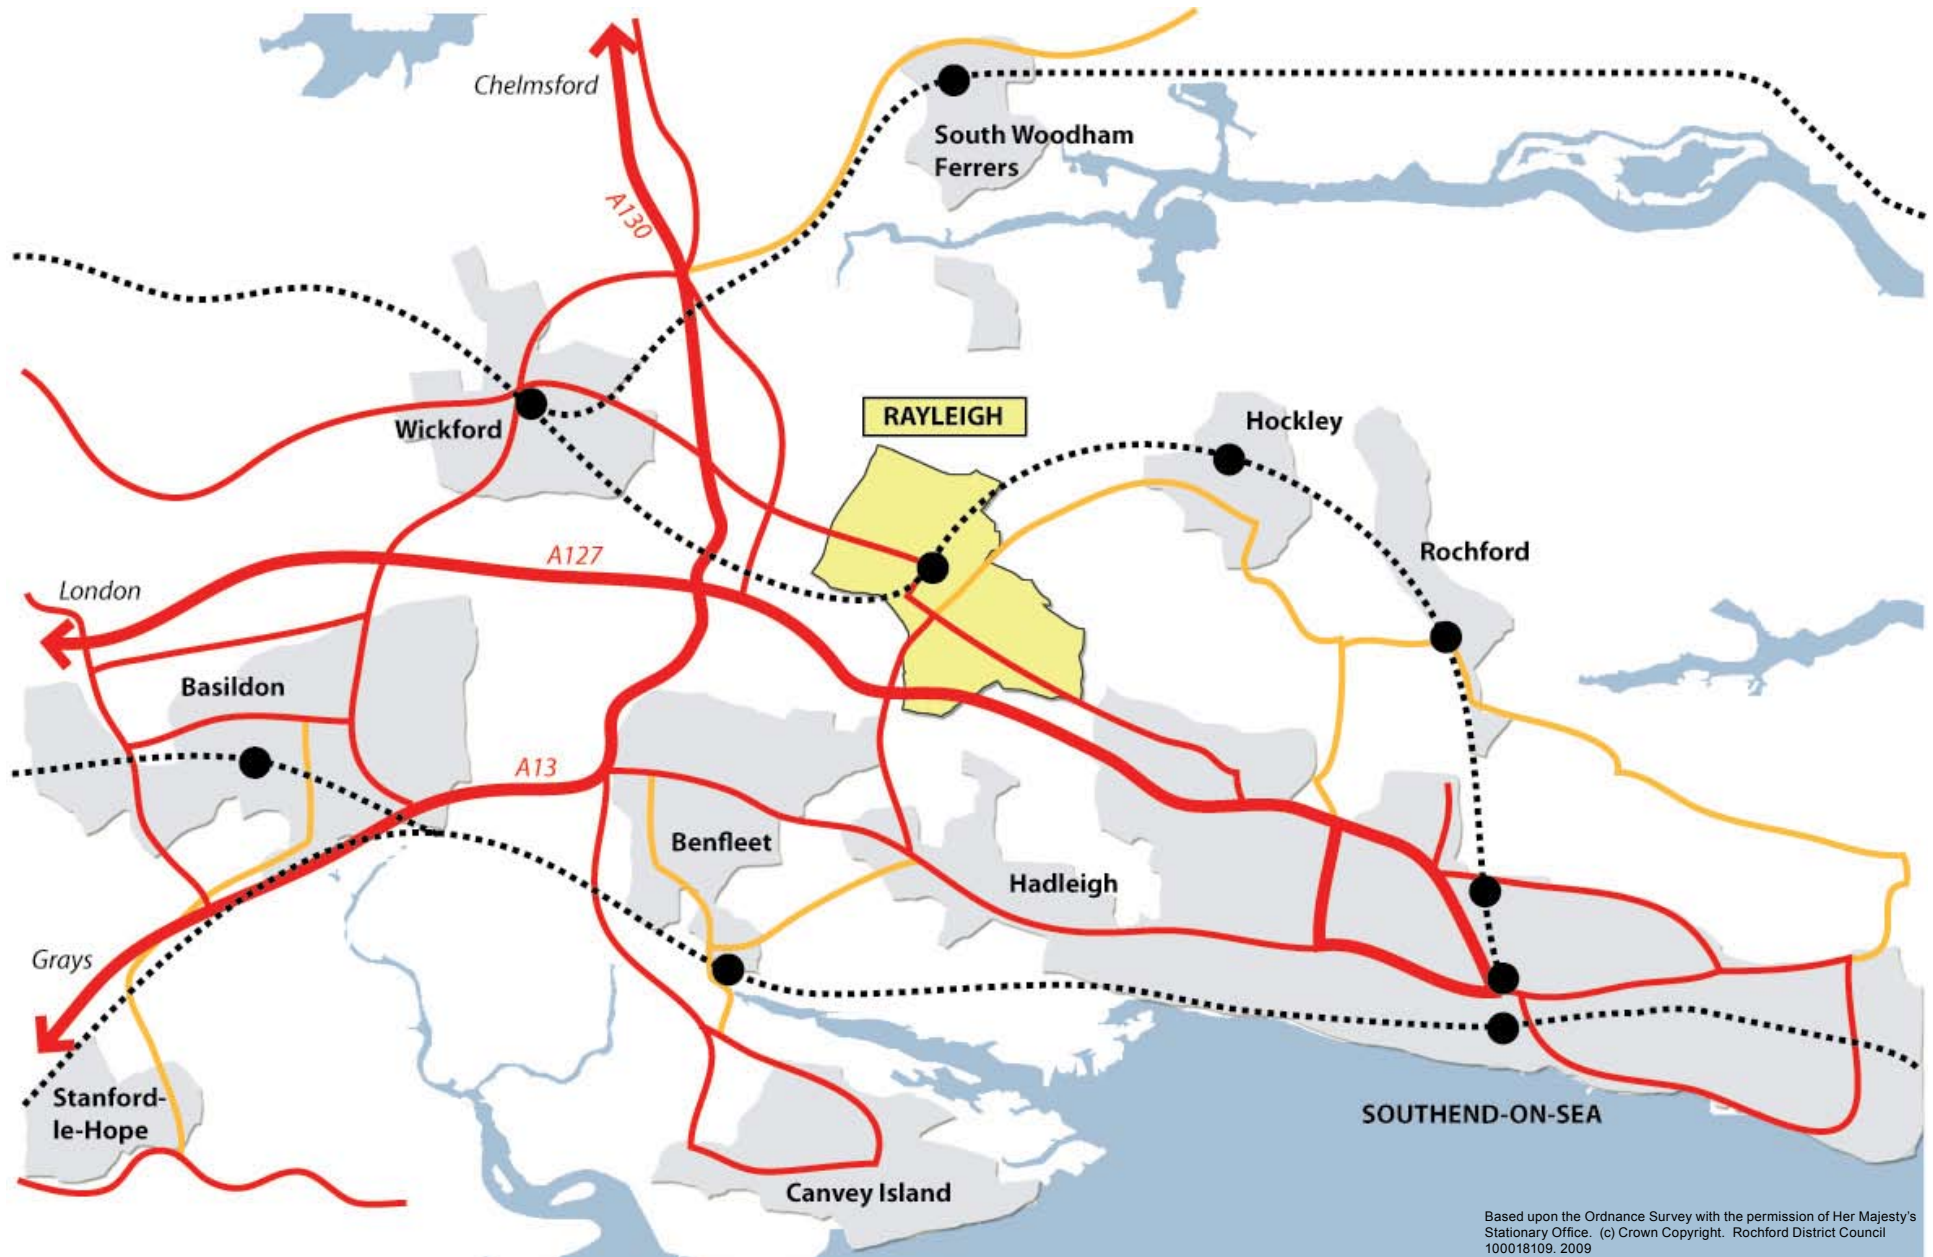 Chelmsford
South Woodham
Ferrers
A130
RAYLEIGH
Hockley
Wickford
Rochford
A127
London
Basildon
A13
Benfleet
Hadleigh
Grays
Stanford-
le-Hope
SOUTHEND-ON-SEA
Canvey Island
Based upon the Ordnance Survey with the permission of Her Majesty's
Stationary Office. (c) Crown Copyright. Rochford District Council
100018109. 2009